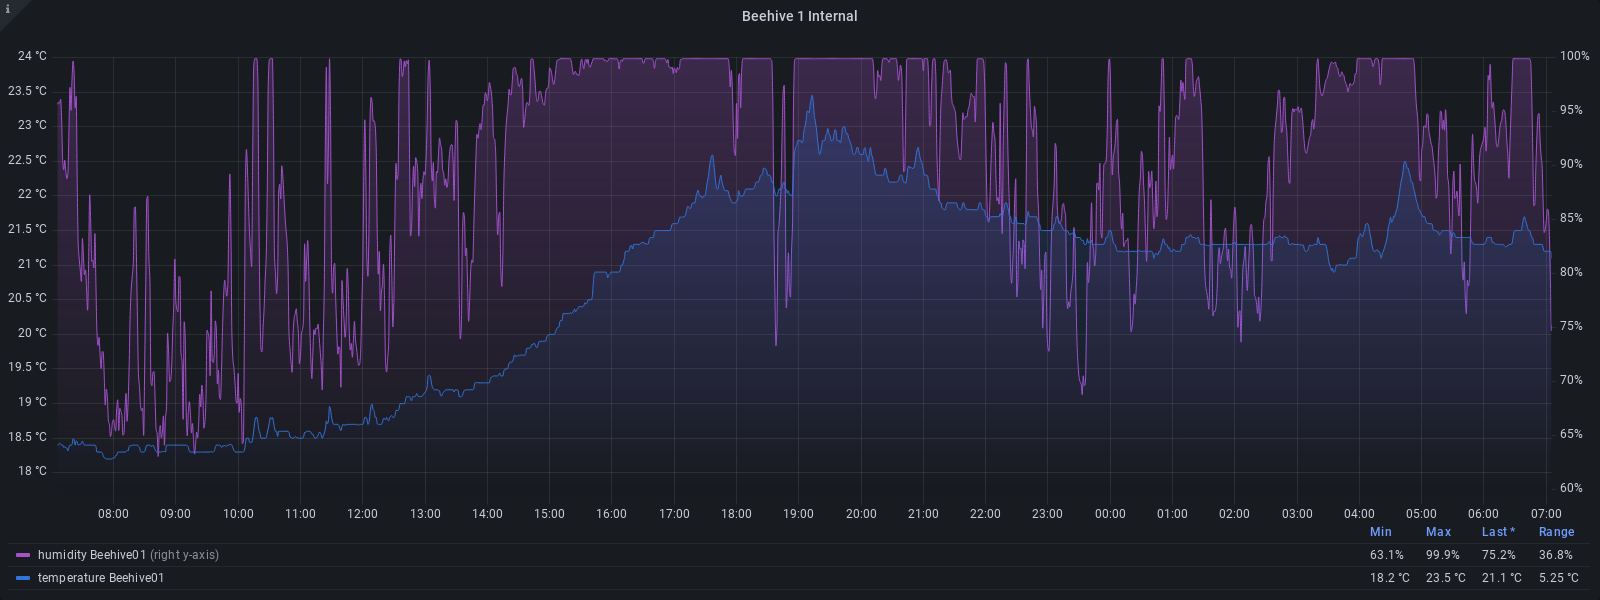 i
Beehive 1 Internal
24 °C
23.5 °C
23 °C
22.5 °C
22 °C
21.5 °C
21 °C
20.5 °C
20 °C
19.5 °C
19 °C
18.5 °C
18 °C
100%
95%
90%
85%
80%
75%
70%
65%
60%
08:00 09:00 10:00 11:00 12:00 13:00 14:00 15:00 16:00 17:00 18:00 19:00 20:00 21:00 22:00 23:00 00:00 01:00 02:00 03:00 04:00 05:00 06:00 07:00
Min Max Last * Range
humidity Beehive01 (right y-axis) 63.1% 99.9% 75.2% 36.8%
temperature Beehive01 18.2 °C 23.5 °C 21.1 °C 5.25 °C